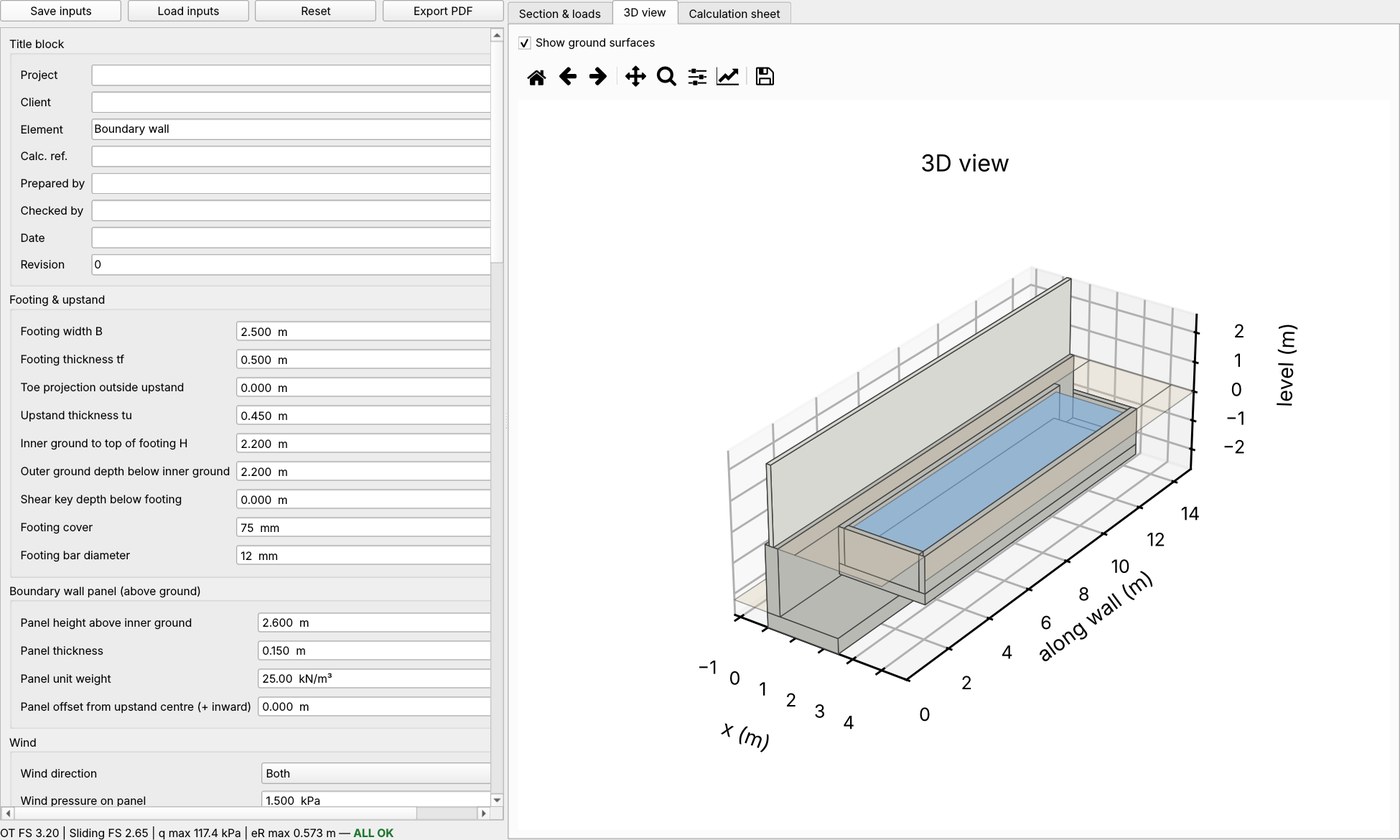 Save inputs
Load inputs
Reset
Export PDF
Title block
Project
Client
Element Boundary wall
Calc. ref.
Prepared by
Checked by
Date
Revision 0
Footing & upstand
Footing width B 2.500 m
Footing thickness tf 0.500 m
Toe projection outside upstand 0.000 m
Upstand thickness tu 0.450 m
Inner ground to top of footing H 2.200 m
Outer ground depth below inner ground 2.200 m
Shear key depth below footing 0.000 m
Footing cover 75 mm
Footing bar diameter 12 mm
Boundary wall panel (above ground)
Panel height above inner ground 2.600 m
Panel thickness 0.150 m
Panel unit weight 25.00 kN/m³
Panel offset from upstand centre (+ inward) 0.000 m
Wind
Wind direction Both
Wind pressure on panel 1.500 kPa
OT FS 3.20 | Sliding FS 2.65 | q max 117.4 kPa | eR max 0.573 m — ALL OK
Section & loads
3D view
Calculation sheet
Show ground surfaces
3D view
2
1
0
−1
−2
level (m)
14
12
10
8
6
4
2
0
along wall (m)
−1
0
1
2
3
4
x (m)